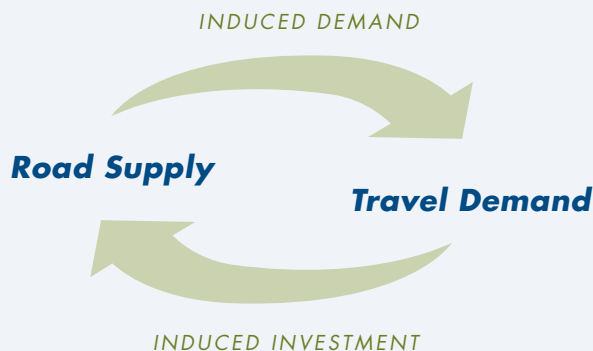 INDUCED DEMAND
Road Supply
Travel Demand
INDUCED INVESTMENT